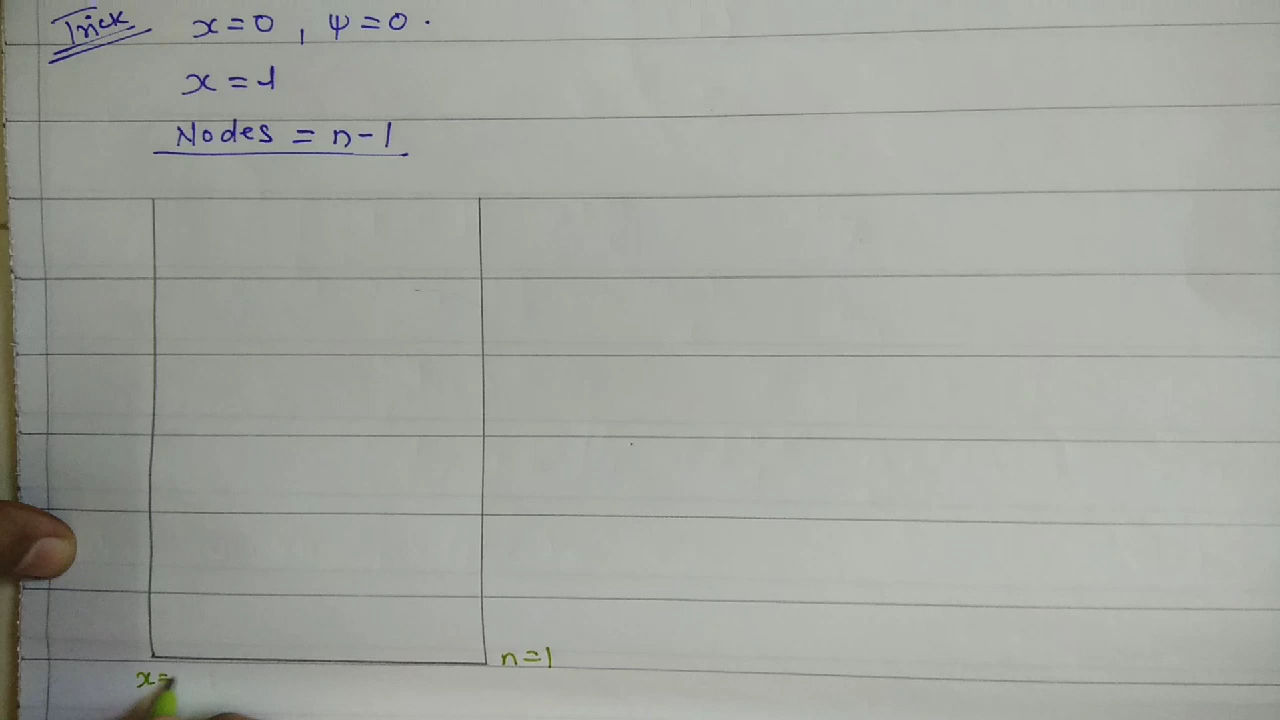 Trick x=0, ψ=0.
x=1
Nodes = n-1
n=1
x=